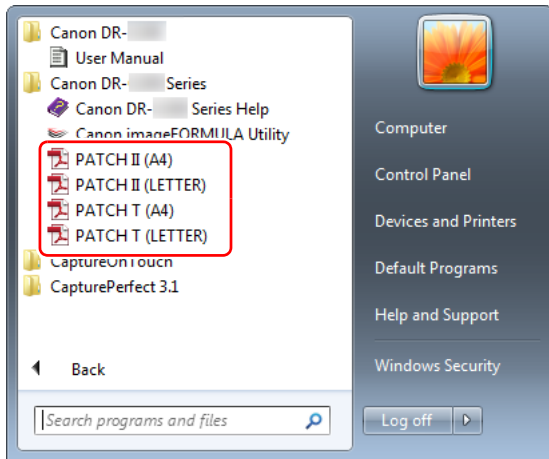 Canon DR-
User Manual
Canon DR- Series
Canon DR- Series Help
Canon imageFORMULA Utility
PATCH II (A4)
PATCH II (LETTER)
PATCH T (A4)
PATCH T (LETTER)
CaptureOnTouch
CapturePerfect 3.1
Back
Search programs and files
Computer
Control Panel
Devices and Printers
Default Programs
Help and Support
Windows Security
Log off